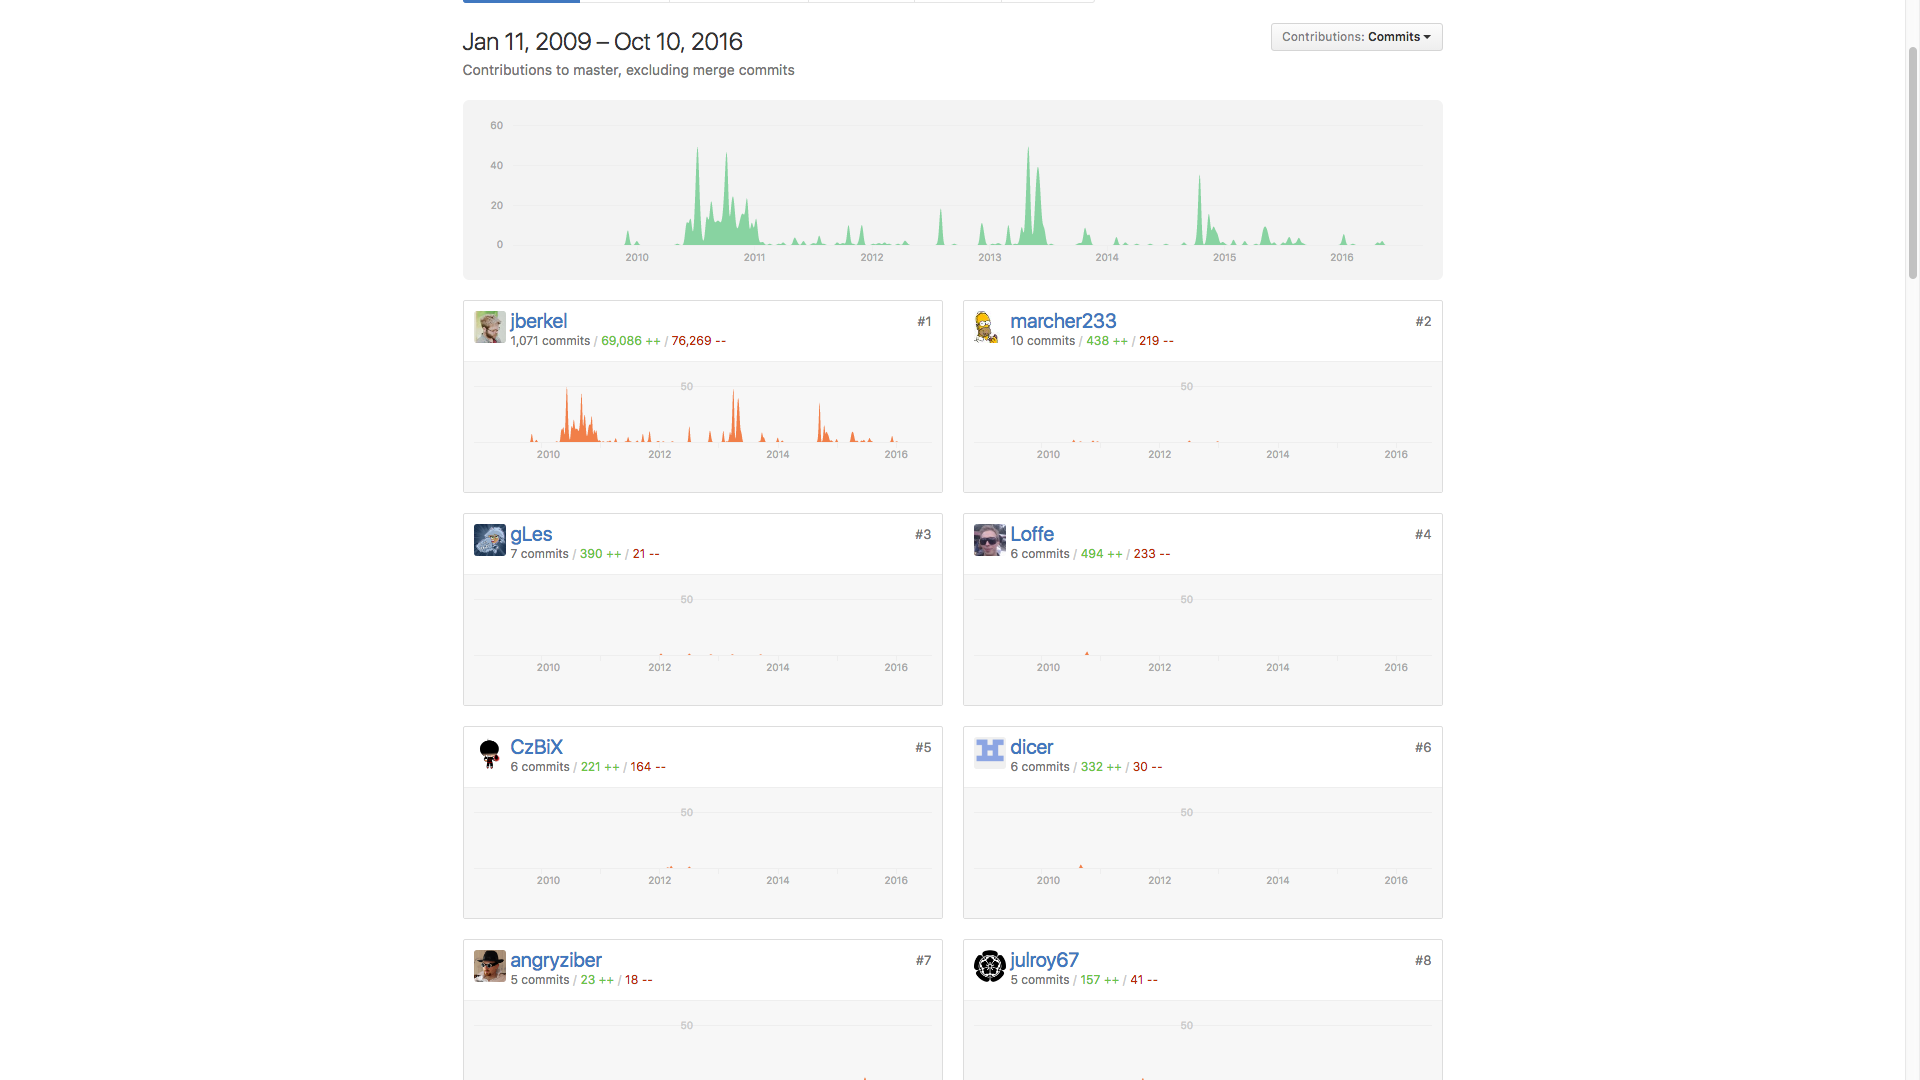 Jan 11, 2009 – Oct 10, 2016
Contributions: Commits
Contributions to master, excluding merge commits
60
40
20
0
2010 2011 2012 2013 2014 2015 2016
jberkel #1
1,071 commits / 69,086 ++ / 76,269 --
50
2010 2012 2014 2016
marcher233 #2
10 commits / 438 ++ / 219 --
50
2010 2012 2014 2016
gLes #3
7 commits / 390 ++ / 21 --
50
2010 2012 2014 2016
Loffe #4
6 commits / 494 ++ / 233 --
50
2010 2012 2014 2016
CzBiX #5
6 commits / 221 ++ / 164 --
50
2010 2012 2014 2016
dicer #6
6 commits / 332 ++ / 30 --
50
2010 2012 2014 2016
angryziber #7
5 commits / 23 ++ / 18 --
50
julroy67 #8
5 commits / 157 ++ / 41 --
50